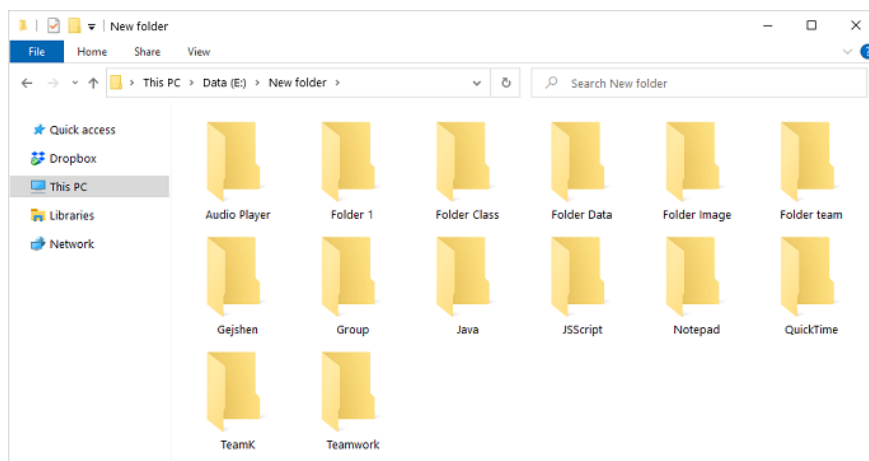 New folder
File Home Share View
This PC Data (E:) New folder
Search New folder
Quick access
Dropbox
This PC
Libraries
Network
Audio Player Folder 1 Folder Class Folder Data Folder Image Folder team
Gejshen Group Java JSScript Notepad QuickTime
TeamK Teamwork